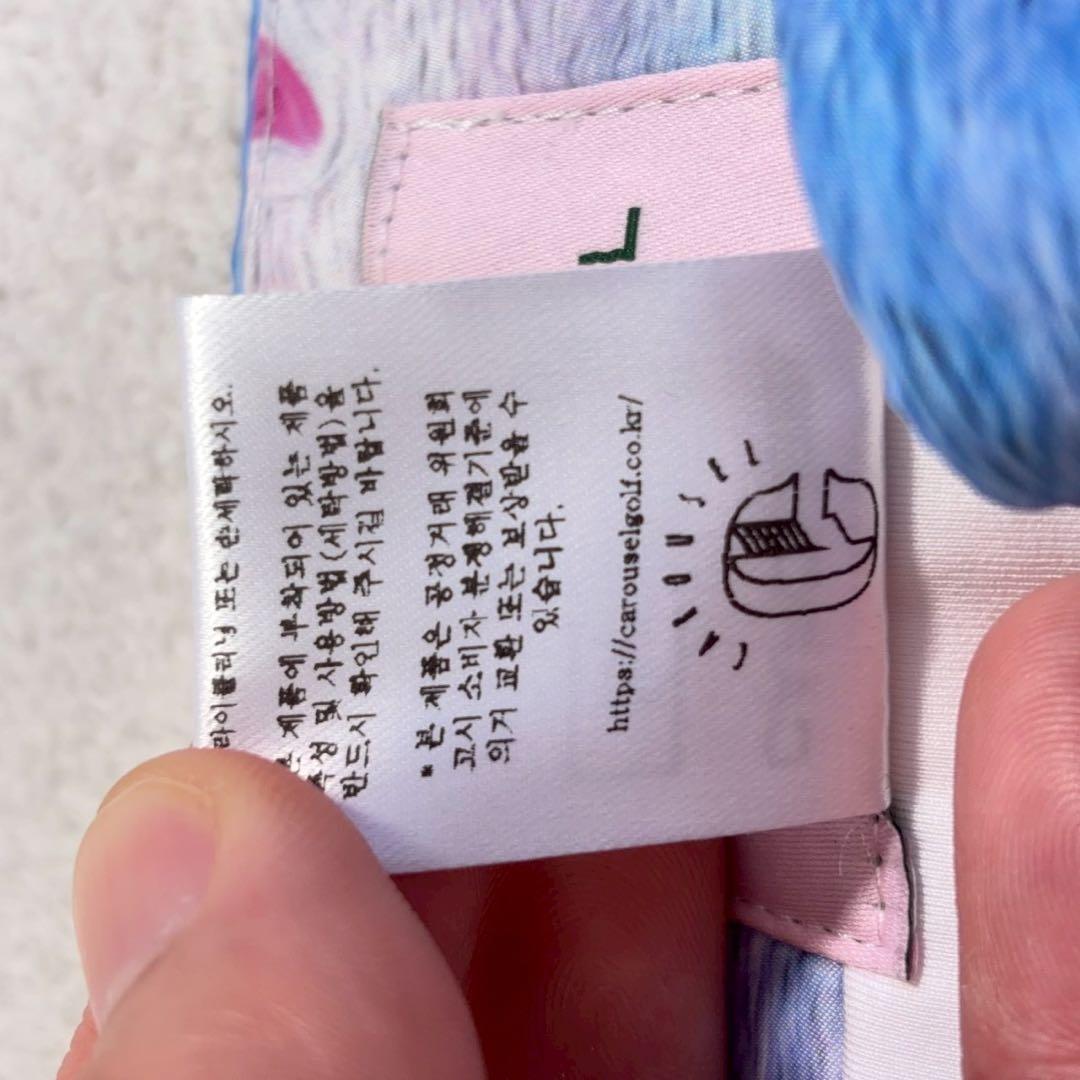 드라이클리닝 또는 손세탁하시오.
제품에 부착되어 있는 제품
특성 및 사용방법(세탁방법)을
반드시 확인해 주시길 바랍니다.
* 본 제품은 공정거래 위원회
고시 소비자 분쟁해결기준에
의거 교환 또는 보상받을 수
있습니다.
https://carouselgolf.co.kr/